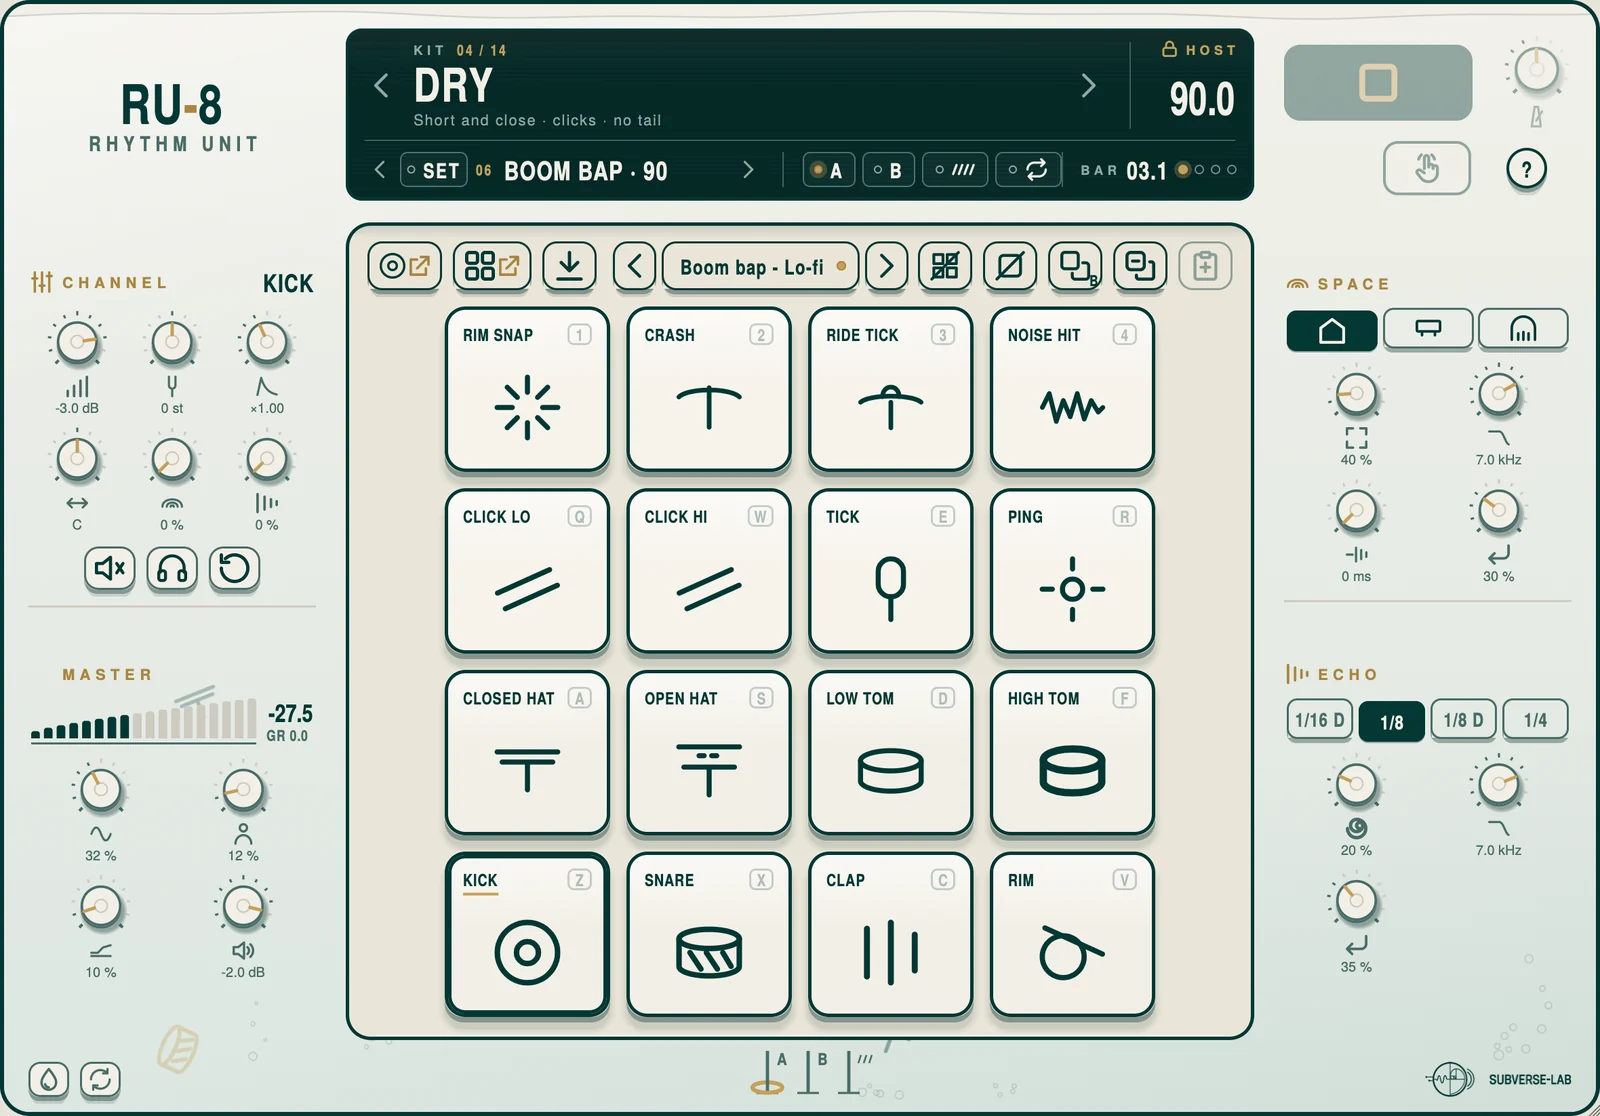 RU-8
RHYTHM UNIT
KIT 04 / 14
DRY
Short and close · clicks · no tail
HOST
90.0
SET 06 BOOM BAP · 90
A B //// BAR 03.1
?
CHANNEL KICK
-3.0 dB 0 st ×1.00
C 0 % 0 %
MASTER
-27.5
GR 0.0
32 % 12 %
10 % -2.0 dB
Boom bap - Lo-fi
B
RIM SNAP 1 CRASH 2 RIDE TICK 3 NOISE HIT 4
CLICK LO Q CLICK HI W TICK E PING R
CLOSED HAT A OPEN HAT S LOW TOM D HIGH TOM F
KICK Z SNARE X CLAP C RIM V
A B ///
SPACE
40 % 7.0 kHz
0 ms 30 %
ECHO
1/16 D 1/8 1/8 D 1/4
20 % 7.0 kHz
35 %
SUBVERSE-LAB